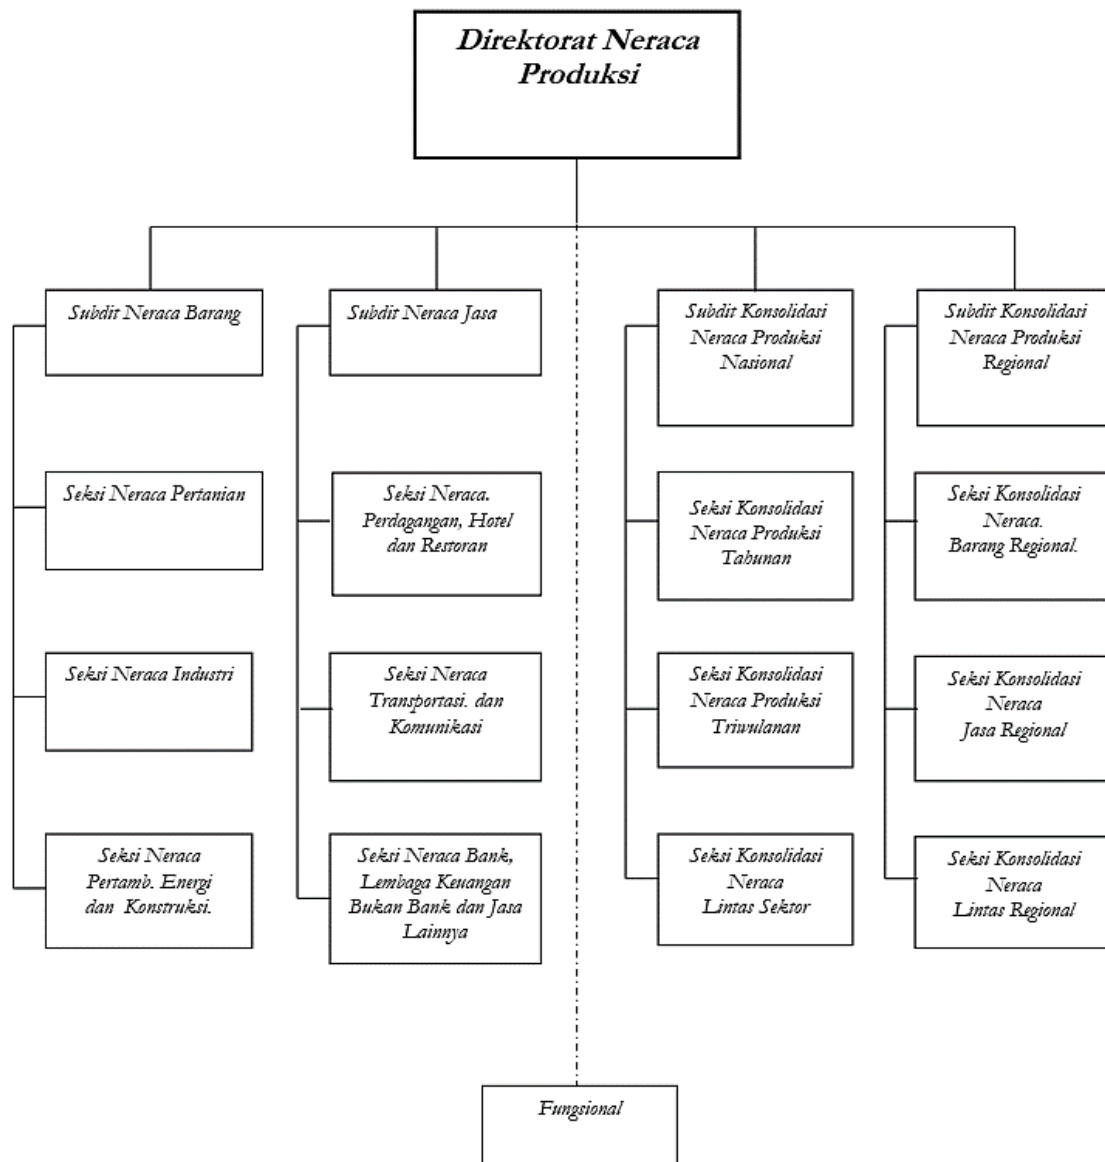 Direktorat Neraca
Produksi
Subdit Neraca Barang
Subdit Neraca Jasa
Subdit Konsolidasi
Neraca Produksi
Nasional
Subdit Konsolidasi
Neraca Produksi
Regional
Seksi Neraca Pertanian
Seksi Neraca.
Perdagangan, Hotel
dan Restoran
Seksi Konsolidasi
Neraca Produksi
Tahunan
Seksi Konsolidasi
Neraca.
Barang Regional.
Seksi Neraca Industri
Seksi Neraca
Transportasi. dan
Komunikasi
Seksi Konsolidasi
Neraca Produksi
Triwulanan
Seksi Konsolidasi
Neraca
Jasa Regional
Seksi Neraca
Pertamb. Energi
dan Konstruksi.
Seksi Neraca Bank,
Lembaga Keuangan
Bukan Bank dan Jasa
Lainnya
Seksi Konsolidasi
Neraca
Lintas Sektor
Seksi Konsolidasi
Neraca
Lintas Regional
Fungsional